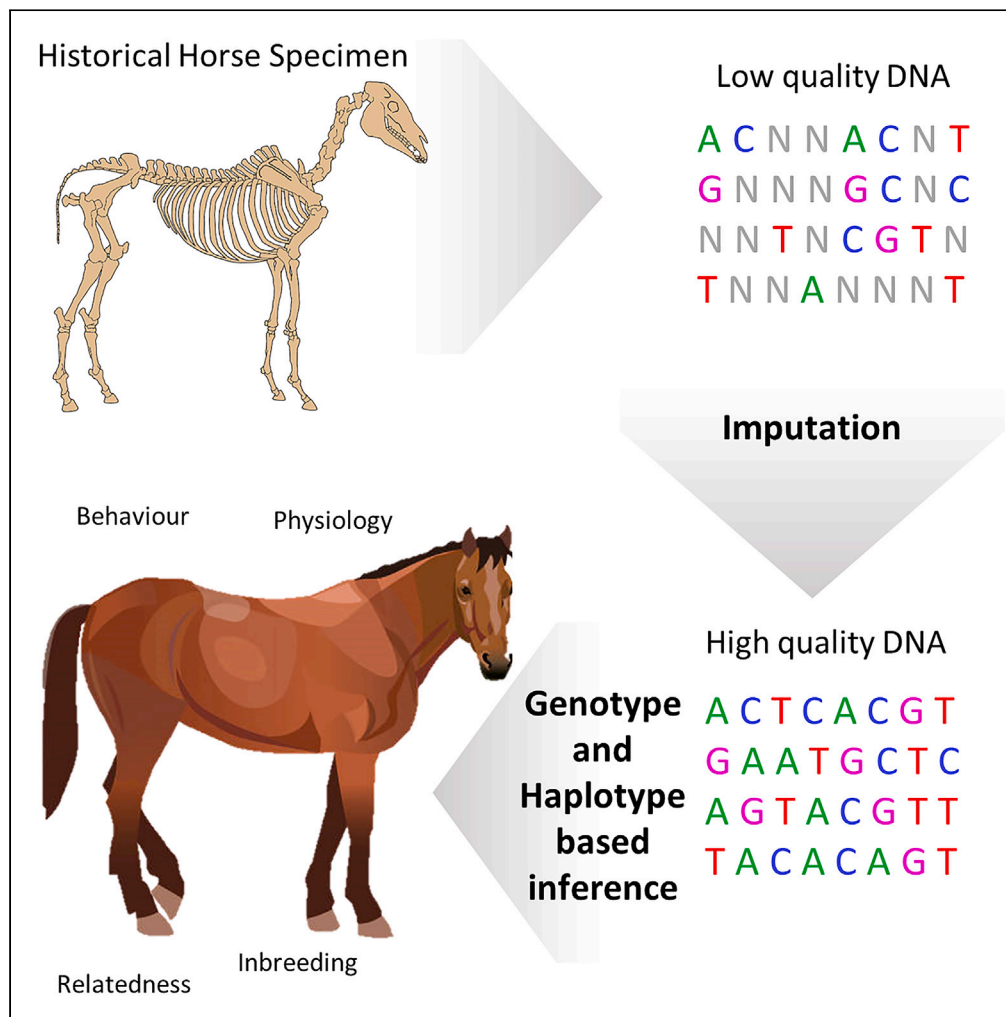 Historical Horse Specimen
Low quality DNA
A C N N A C N T
G N N N G C N C
N N T N C G T N
T N N A N N N T
Imputation
High quality DNA
A C T C A C G T
G A A T G C T C
A G T A C G T T
T A C A C A G T
Genotype
and
Haplotype
based
inference
Behaviour
Physiology
Inbreeding
Relatedness